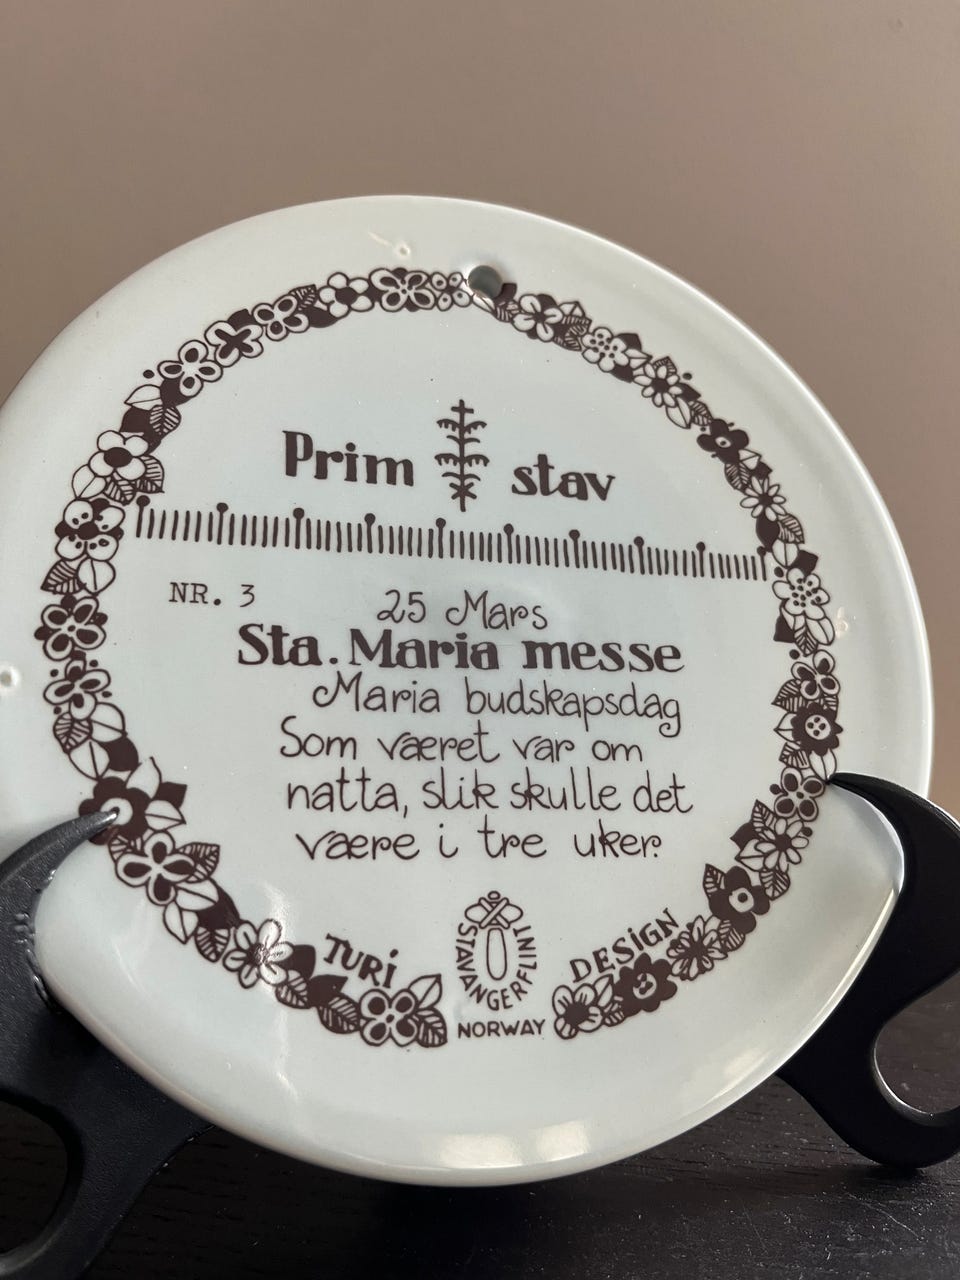 Prim stav
NR. 3
25 Mars
Sta. Maria messe
Maria budskapsdag
Som været var om
natta, slik skulle det
være i tre uker.
TURI DESIGN
STAVANGERFLINT
NORWAY